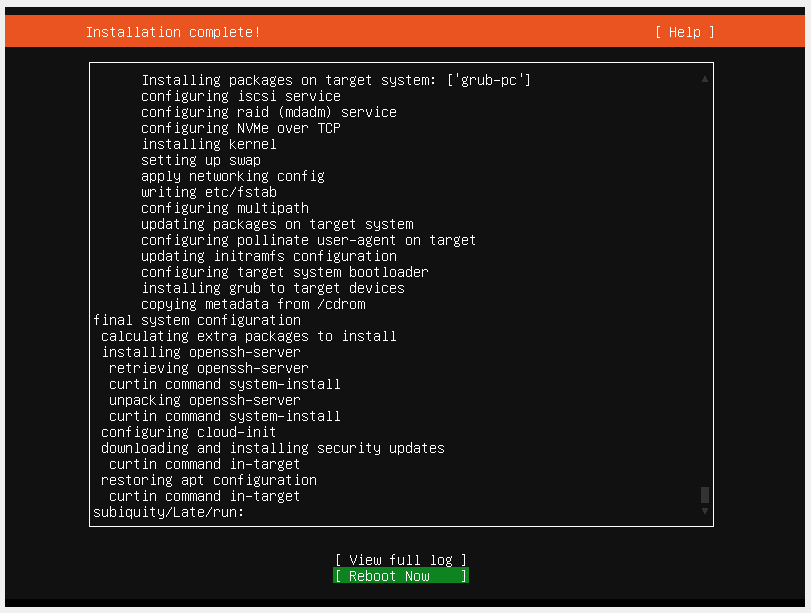 Installation complete! [ Help ]
Installing packages on target system: ['grub-pc']
configuring iscsi service
configuring raid (mdadm) service
configuring NVMe over TCP
installing kernel
setting up swap
apply networking config
writing etc/fstab
configuring multipath
updating packages on target system
configuring pollinate user-agent on target
updating initramfs configuration
configuring target system bootloader
installing grub to target devices
copying metadata from /cdrom
final system configuration
calculating extra packages to install
installing openssh-server
retrieving openssh-server
curtin command system-install
unpacking openssh-server
curtin command system-install
configuring cloud-init
downloading and installing security updates
curtin command in-target
restoring apt configuration
curtin command in-target
subiquity/Late/run:
[ View full log ]
[ Reboot Now ]